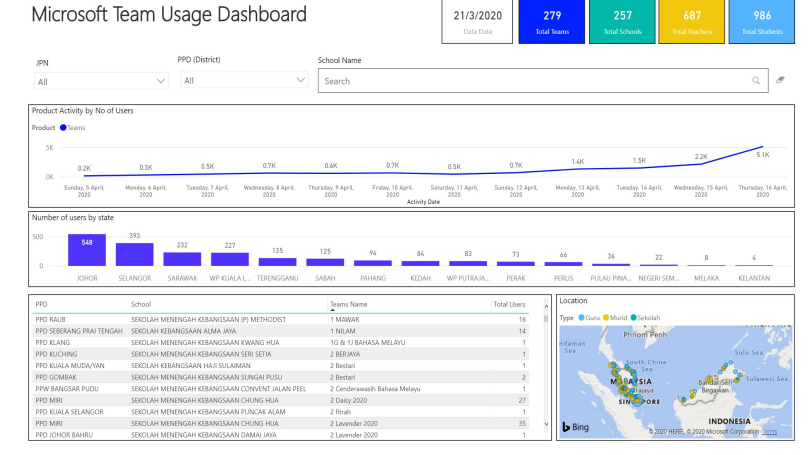 Microsoft Team Usage Dashboard
21/3/2020
Data Date
279
Total Teams
257
Total Schools
687
Total Teachers
986
Total Students
JPN
All
PPD (District)
All
School Name
Search
Product Activity by No of Users
Product Teams
5K
0K
0.2K 0.3K 0.5K 0.7K 0.6K 0.7K 0.5K 0.7K 1.4K 1.5K 2.2K 5.1K
Sunday, 5 April, Monday, 6 April, Tuesday, 7 April, Wednesday, 8 April, Thursday, 9 April, Friday, 10 April, Saturday, 11 April, Sunday, 12 April, Monday, 13 April, Tuesday, 14 April, Wednesday, 15 April, Thursday, 16 April,
2020 2020 2020 2020 2020 2020 2020 2020 2020 2020 2020 2020
Activity Date
Number of users by state
500
0
548 393 232 227 135 125 94 84 83 73 66 36 22 8 4
JOHOR SELANGOR SARAWAK WP KUALA L... TERENGGANU SABAH PAHANG KEDAH WP PUTRAJA... PERAK PERLIS PULAU PINA... NEGERI SEM... MELAKA KELANTAN
PPD School Teams Name Total Users
PPD RAUB SEKOLAH MENENGAH KEBANGSAAN (P) METHODIST 1 MAWAR 16
PPD SEBERANG PRAI TENGAH SEKOLAH KEBANGSAAN ALMA JAYA 1 NILAM 14
PPD KLANG SEKOLAH MENENGAH KEBANGSAAN KWANG HUA 1G & 1J BAHASA MELAYU 1
PPD KUCHING SEKOLAH MENENGAH KEBANGSAAN SERI SETIA 2 BERJAYA 1
PPD KUALA MUDA/YAN SEKOLAH KEBANGSAAN HAJI SULAIMAN 2 Bestari 1
PPD GOMBAK SEKOLAH MENENGAH KEBANGSAAN SUNGAI PUSU 2 Bestari 2
PPW BANGSAR PUDU SEKOLAH MENENGAH KEBANGSAAN CONVENT JALAN PEEL 2 Cenderawasih Bahasa Melayu 1
PPD MIRI SEKOLAH MENENGAH KEBANGSAAN CHUNG HUA 2 Daisy 2020 27
PPD KUALA SELANGOR SEKOLAH MENENGAH KEBANGSAAN PUNCAK ALAM 2 fitrah 1
PPD MIRI SEKOLAH MENENGAH KEBANGSAAN CHUNG HUA 2 Lavender 2020 35
PPD JOHOR BAHRU SEKOLAH MENENGAH KEBANGSAAN DAMAI JAYA 2 Lavender 2020 1
Location
Type Guru Murid Sekolah
Phnom Penh
ndaman
Sea
Sulu Sea
South China
Sea
Bandar Seri
Begawan
Sulawesi Sea
INDONESIA
Bing
© 2020 HERE, © 2020 Microsoft Corporation Terms